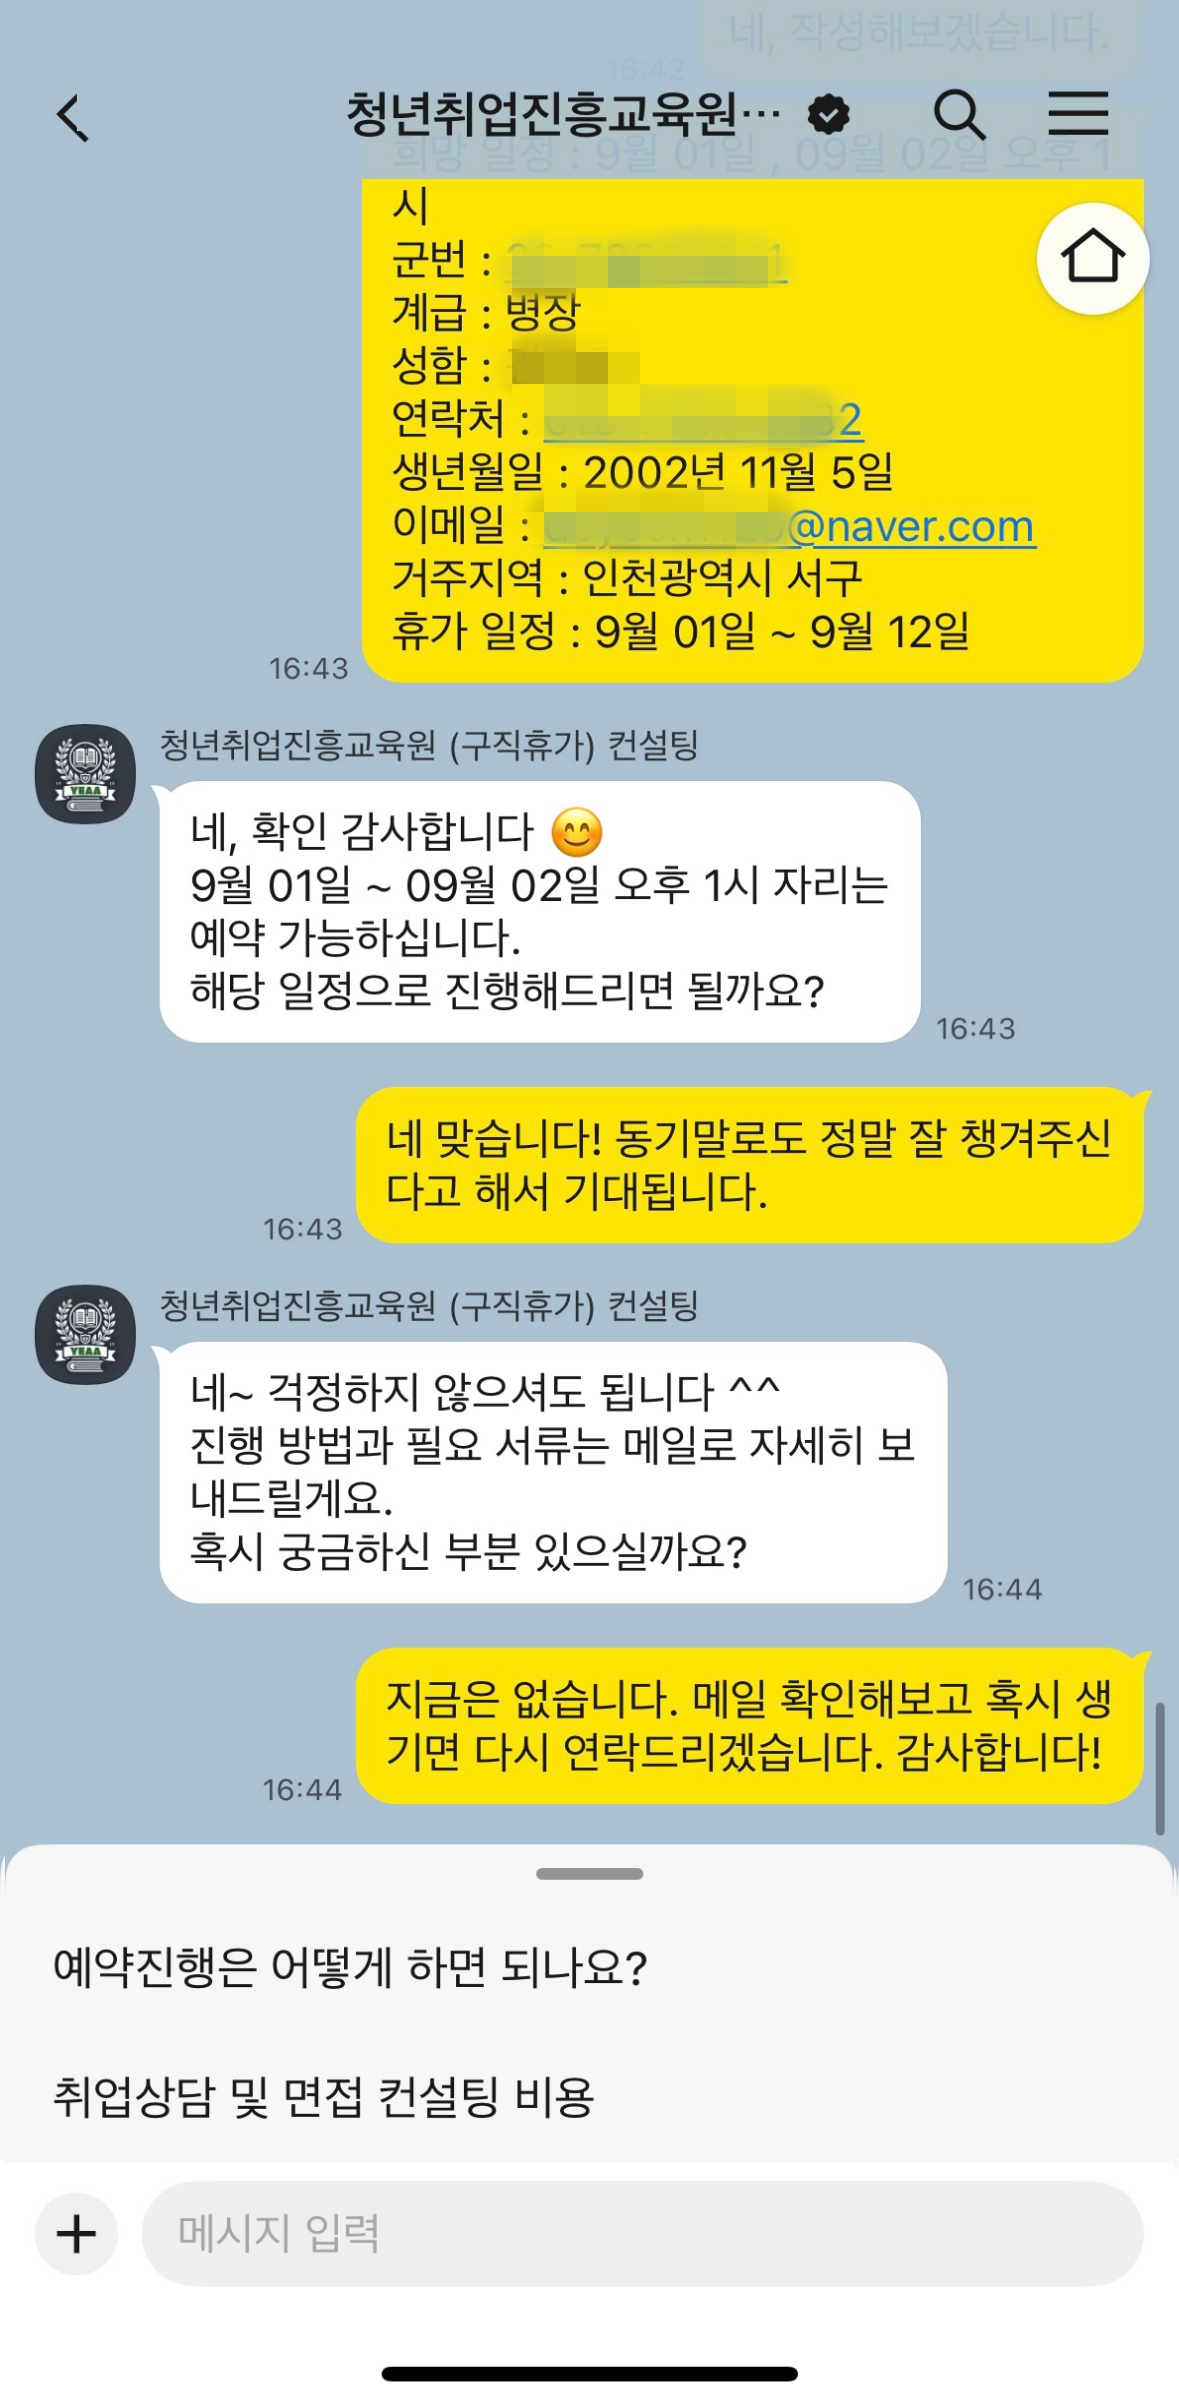 네, 작성해보겠습니다.
16:42
청년취업진흥교육원...
희망 일정 : 9월 01일 , 09월 02일 오후 1
시
군번 :
계급 : 병장
성함 :
연락처 : 2
생년월일 : 2002년 11월 5일
이메일 : @naver.com
거주지역 : 인천광역시 서구
휴가 일정 : 9월 01일 ~ 9월 12일
16:43
청년취업진흥교육원 (구직휴가) 컨설팅
YEAA
네, 확인 감사합니다 😊
9월 01일 ~ 09월 02일 오후 1시 자리는
예약 가능하십니다.
해당 일정으로 진행해드리면 될까요?
16:43
네 맞습니다! 동기말로도 정말 잘 챙겨주신
다고 해서 기대됩니다.
16:43
청년취업진흥교육원 (구직휴가) 컨설팅
YEAA
네~ 걱정하지 않으셔도 됩니다 ^^
진행 방법과 필요 서류는 메일로 자세히 보
내드릴게요.
혹시 궁금하신 부분 있으실까요?
16:44
지금은 없습니다. 메일 확인해보고 혹시 생
기면 다시 연락드리겠습니다. 감사합니다!
16:44
예약진행은 어떻게 하면 되나요?
취업상담 및 면접 컨설팅 비용
메시지 입력